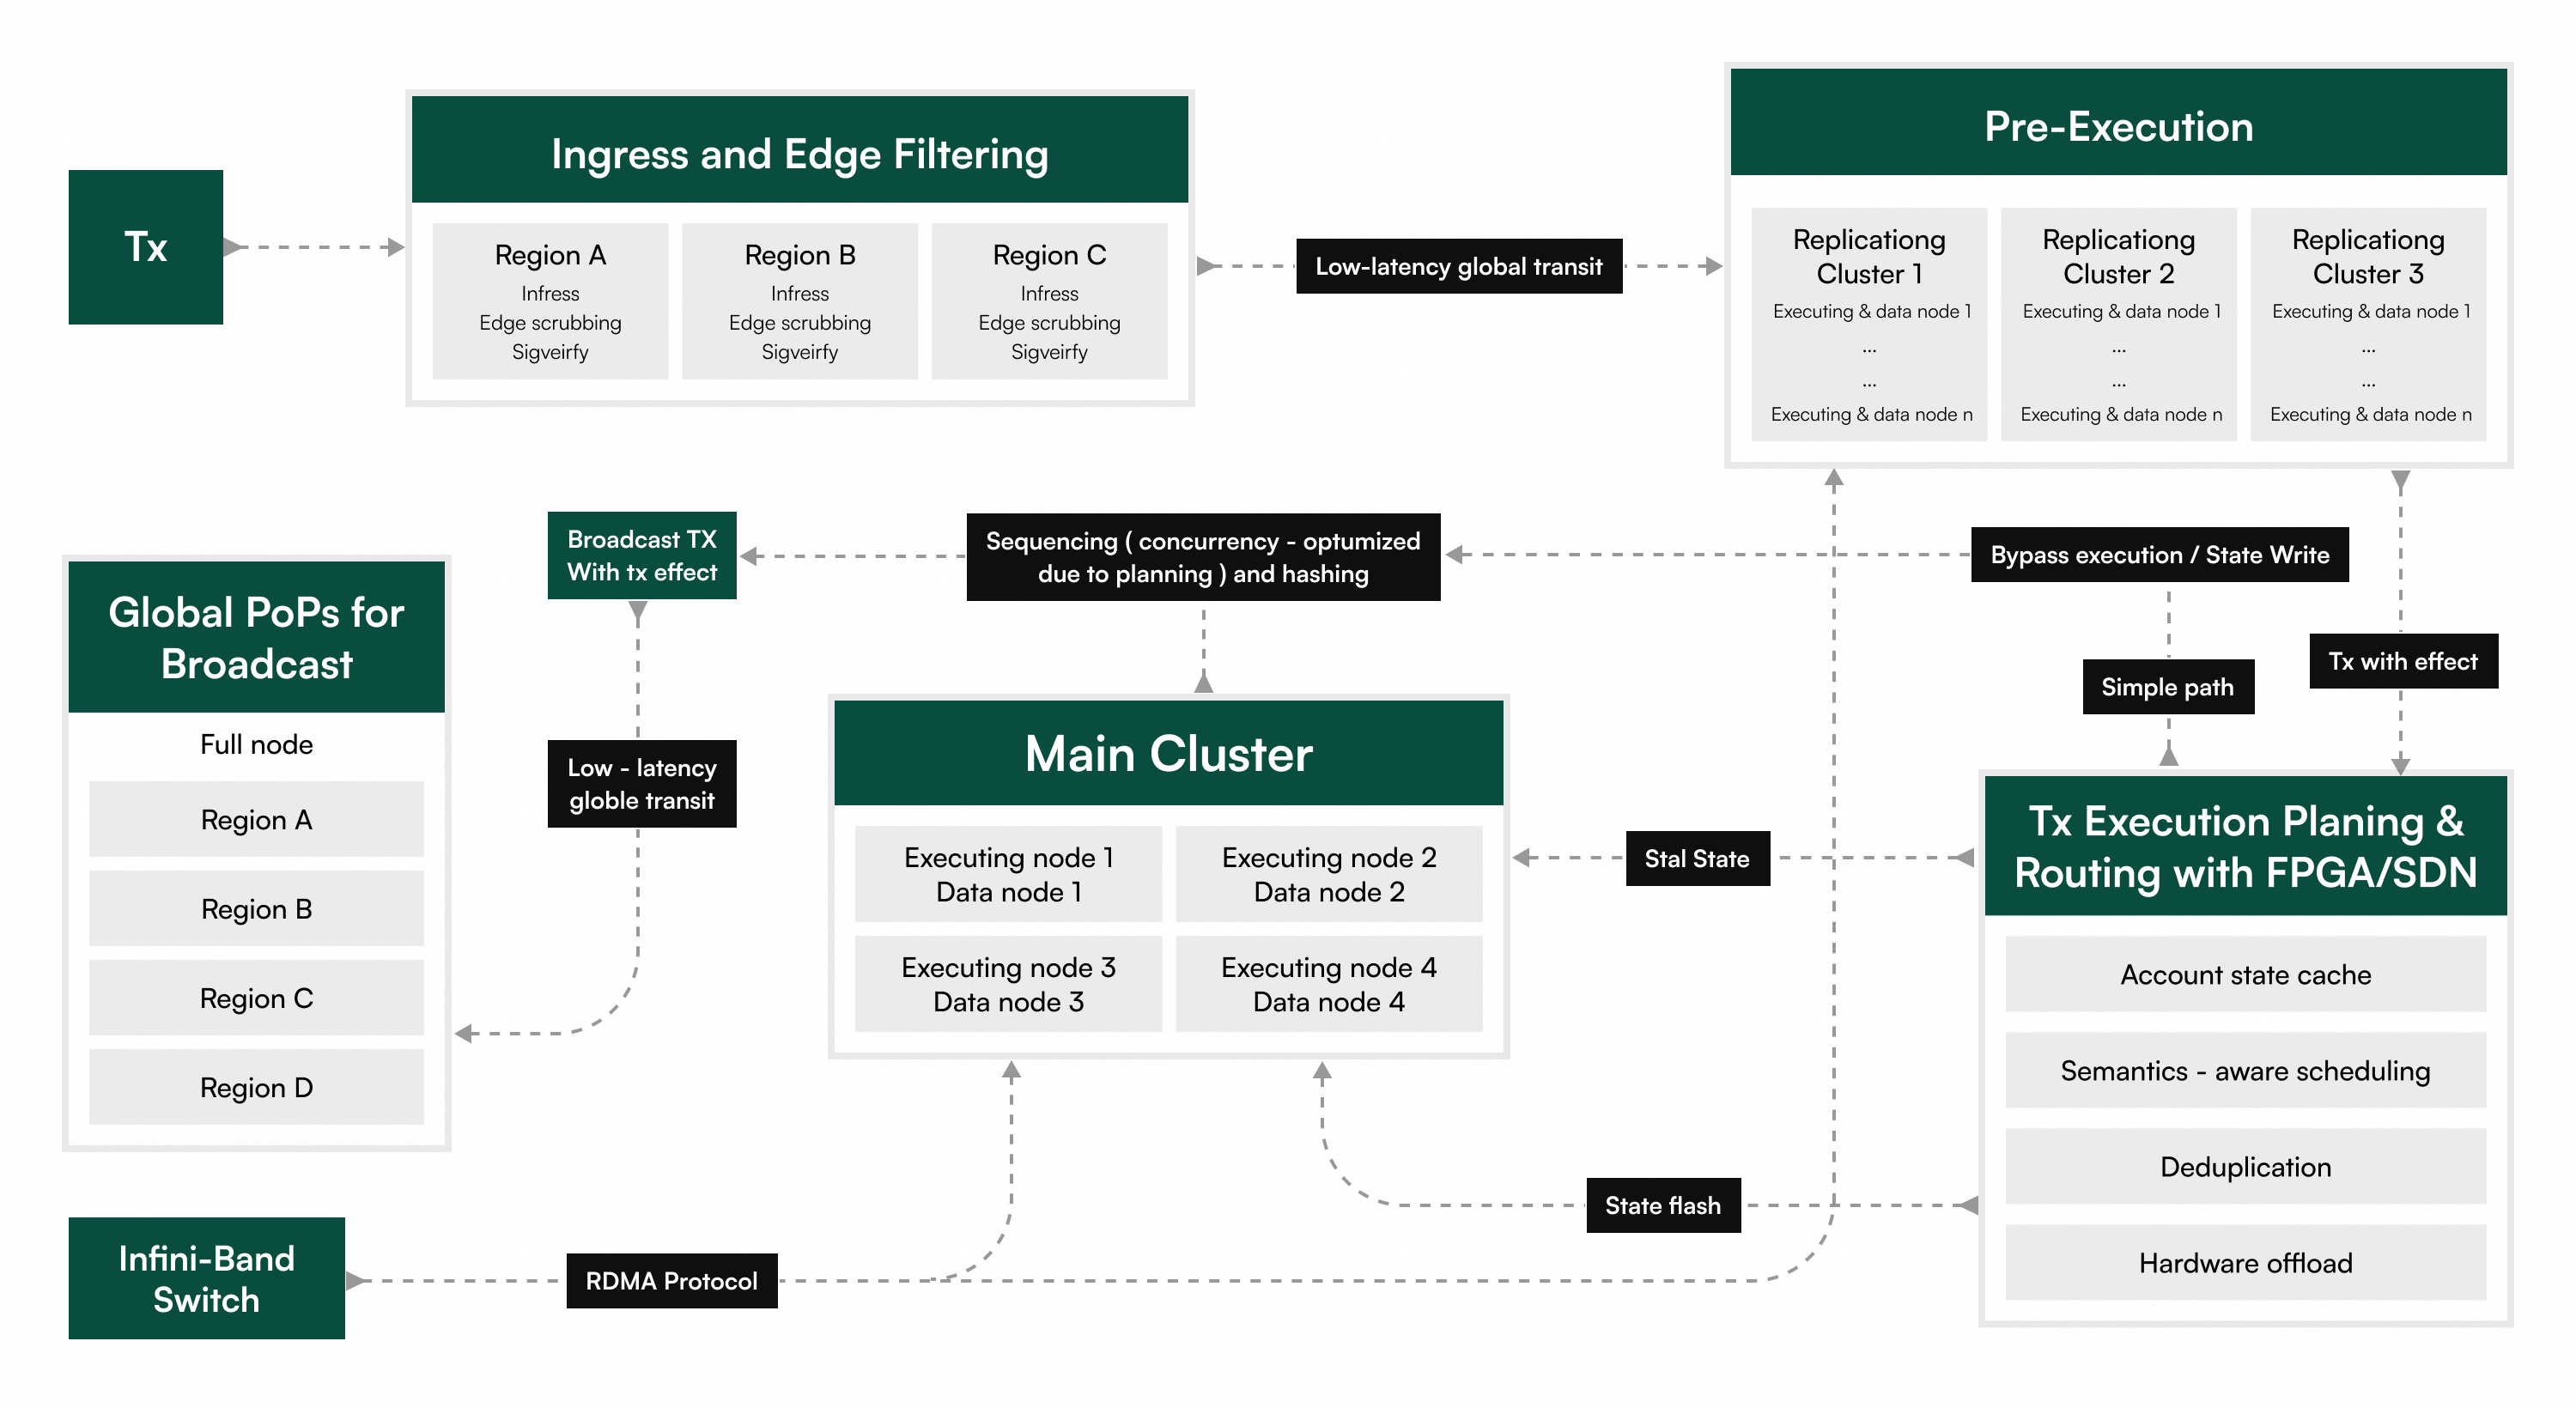 Tx
Ingress and Edge Filtering
Region A
Infress
Edge scrubbing
Sigveirfy
Region B
Infress
Edge scrubbing
Sigveirfy
Region C
Infress
Edge scrubbing
Sigveirfy
Low-latency global transit
Pre-Execution
Replicationg
Cluster 1
Executing & data node 1
...
...
Executing & data node n
Replicationg
Cluster 2
Executing & data node 1
...
...
Executing & data node n
Replicationg
Cluster 3
Executing & data node 1
...
...
Executing & data node n
Broadcast TX
With tx effect
Sequencing ( concurrency - optumized
due to planning ) and hashing
Bypass execution / State Write
Simple path
Tx with effect
Global PoPs for
Broadcast
Full node
Region A
Region B
Region C
Region D
Low - latency
globle transit
Main Cluster
Executing node 1
Data node 1
Executing node 2
Data node 2
Executing node 3
Data node 3
Executing node 4
Data node 4
Stal State
Tx Execution Planing &
Routing with FPGA/SDN
Account state cache
Semantics - aware scheduling
Deduplication
Hardware offload
State flash
Infini-Band
Switch
RDMA Protocol